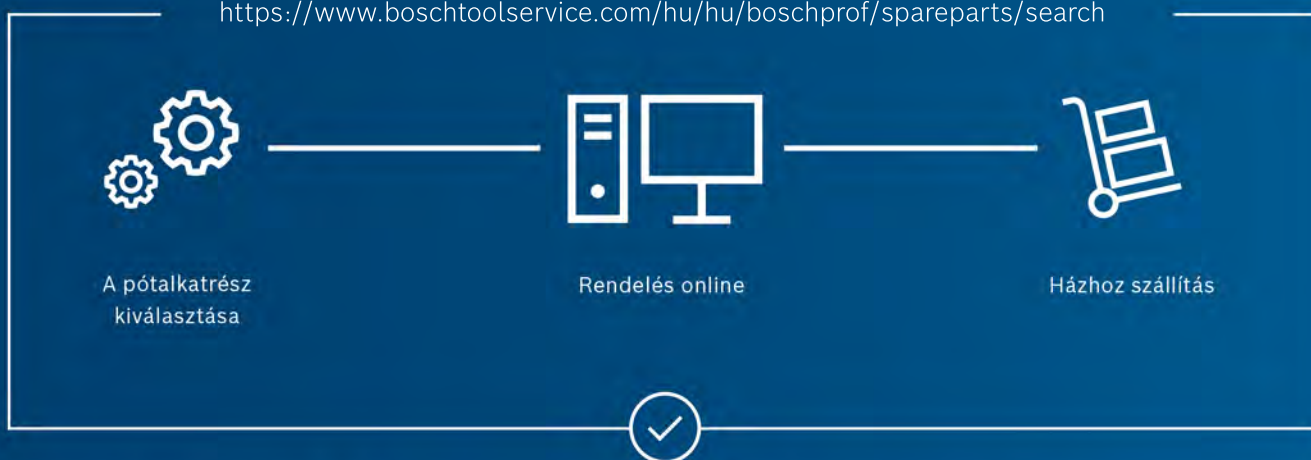 https://www.boschtoolservice.com/hu/hu/boschprof/spareparts/search
A pótalkatrész
kiválasztása
Rendelés online
Házhoz szállítás